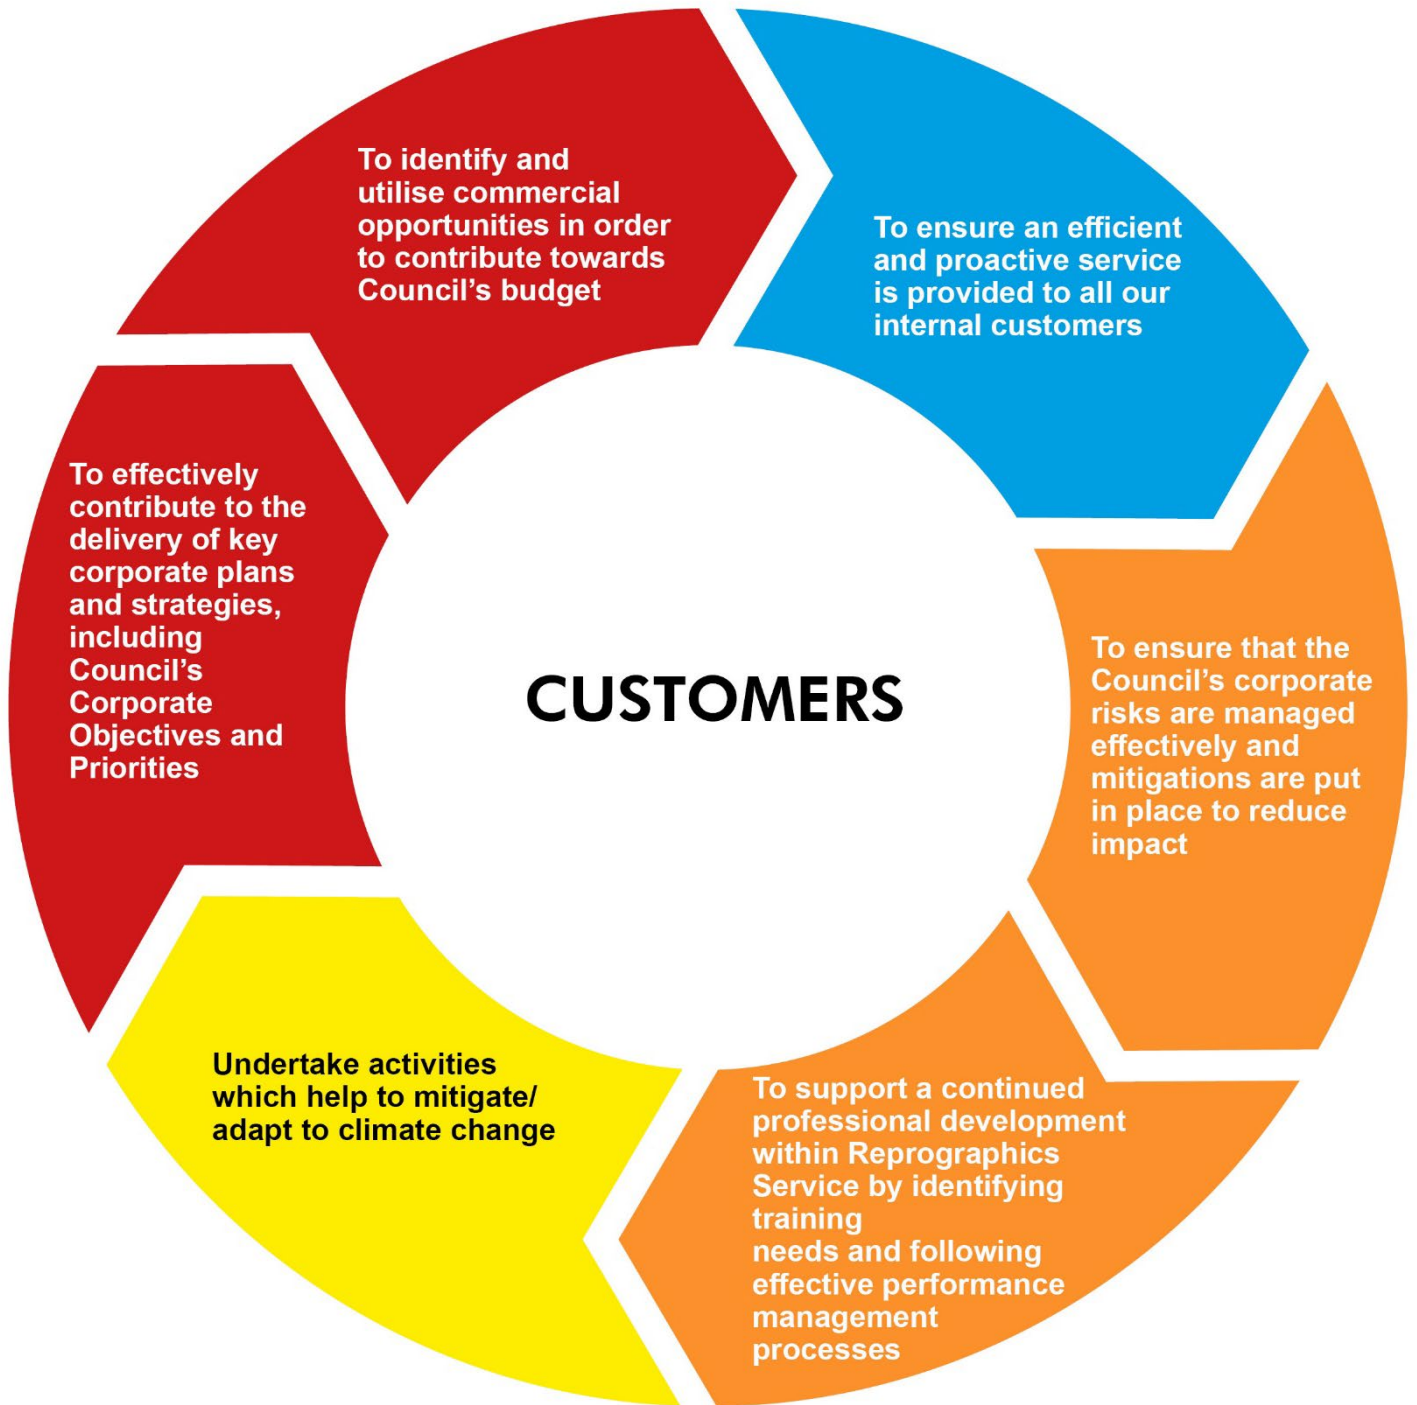 To identify and
utilise commercial
opportunities in order
to contribute towards
Council’s budget
To ensure an efficient
and proactive service
is provided to all our
internal customers
To effectively
contribute to the
delivery of key
corporate plans
and strategies,
including
Council’s
Corporate
Objectives and
Priorities
CUSTOMERS
To ensure that the
Council’s corporate
risks are managed
effectively and
mitigations are put
in place to reduce
impact
Undertake activities
which help to mitigate/
adapt to climate change
To support a continued
professional development
within Reprographics
Service by identifying
training
needs and following
effective performance
management
processes